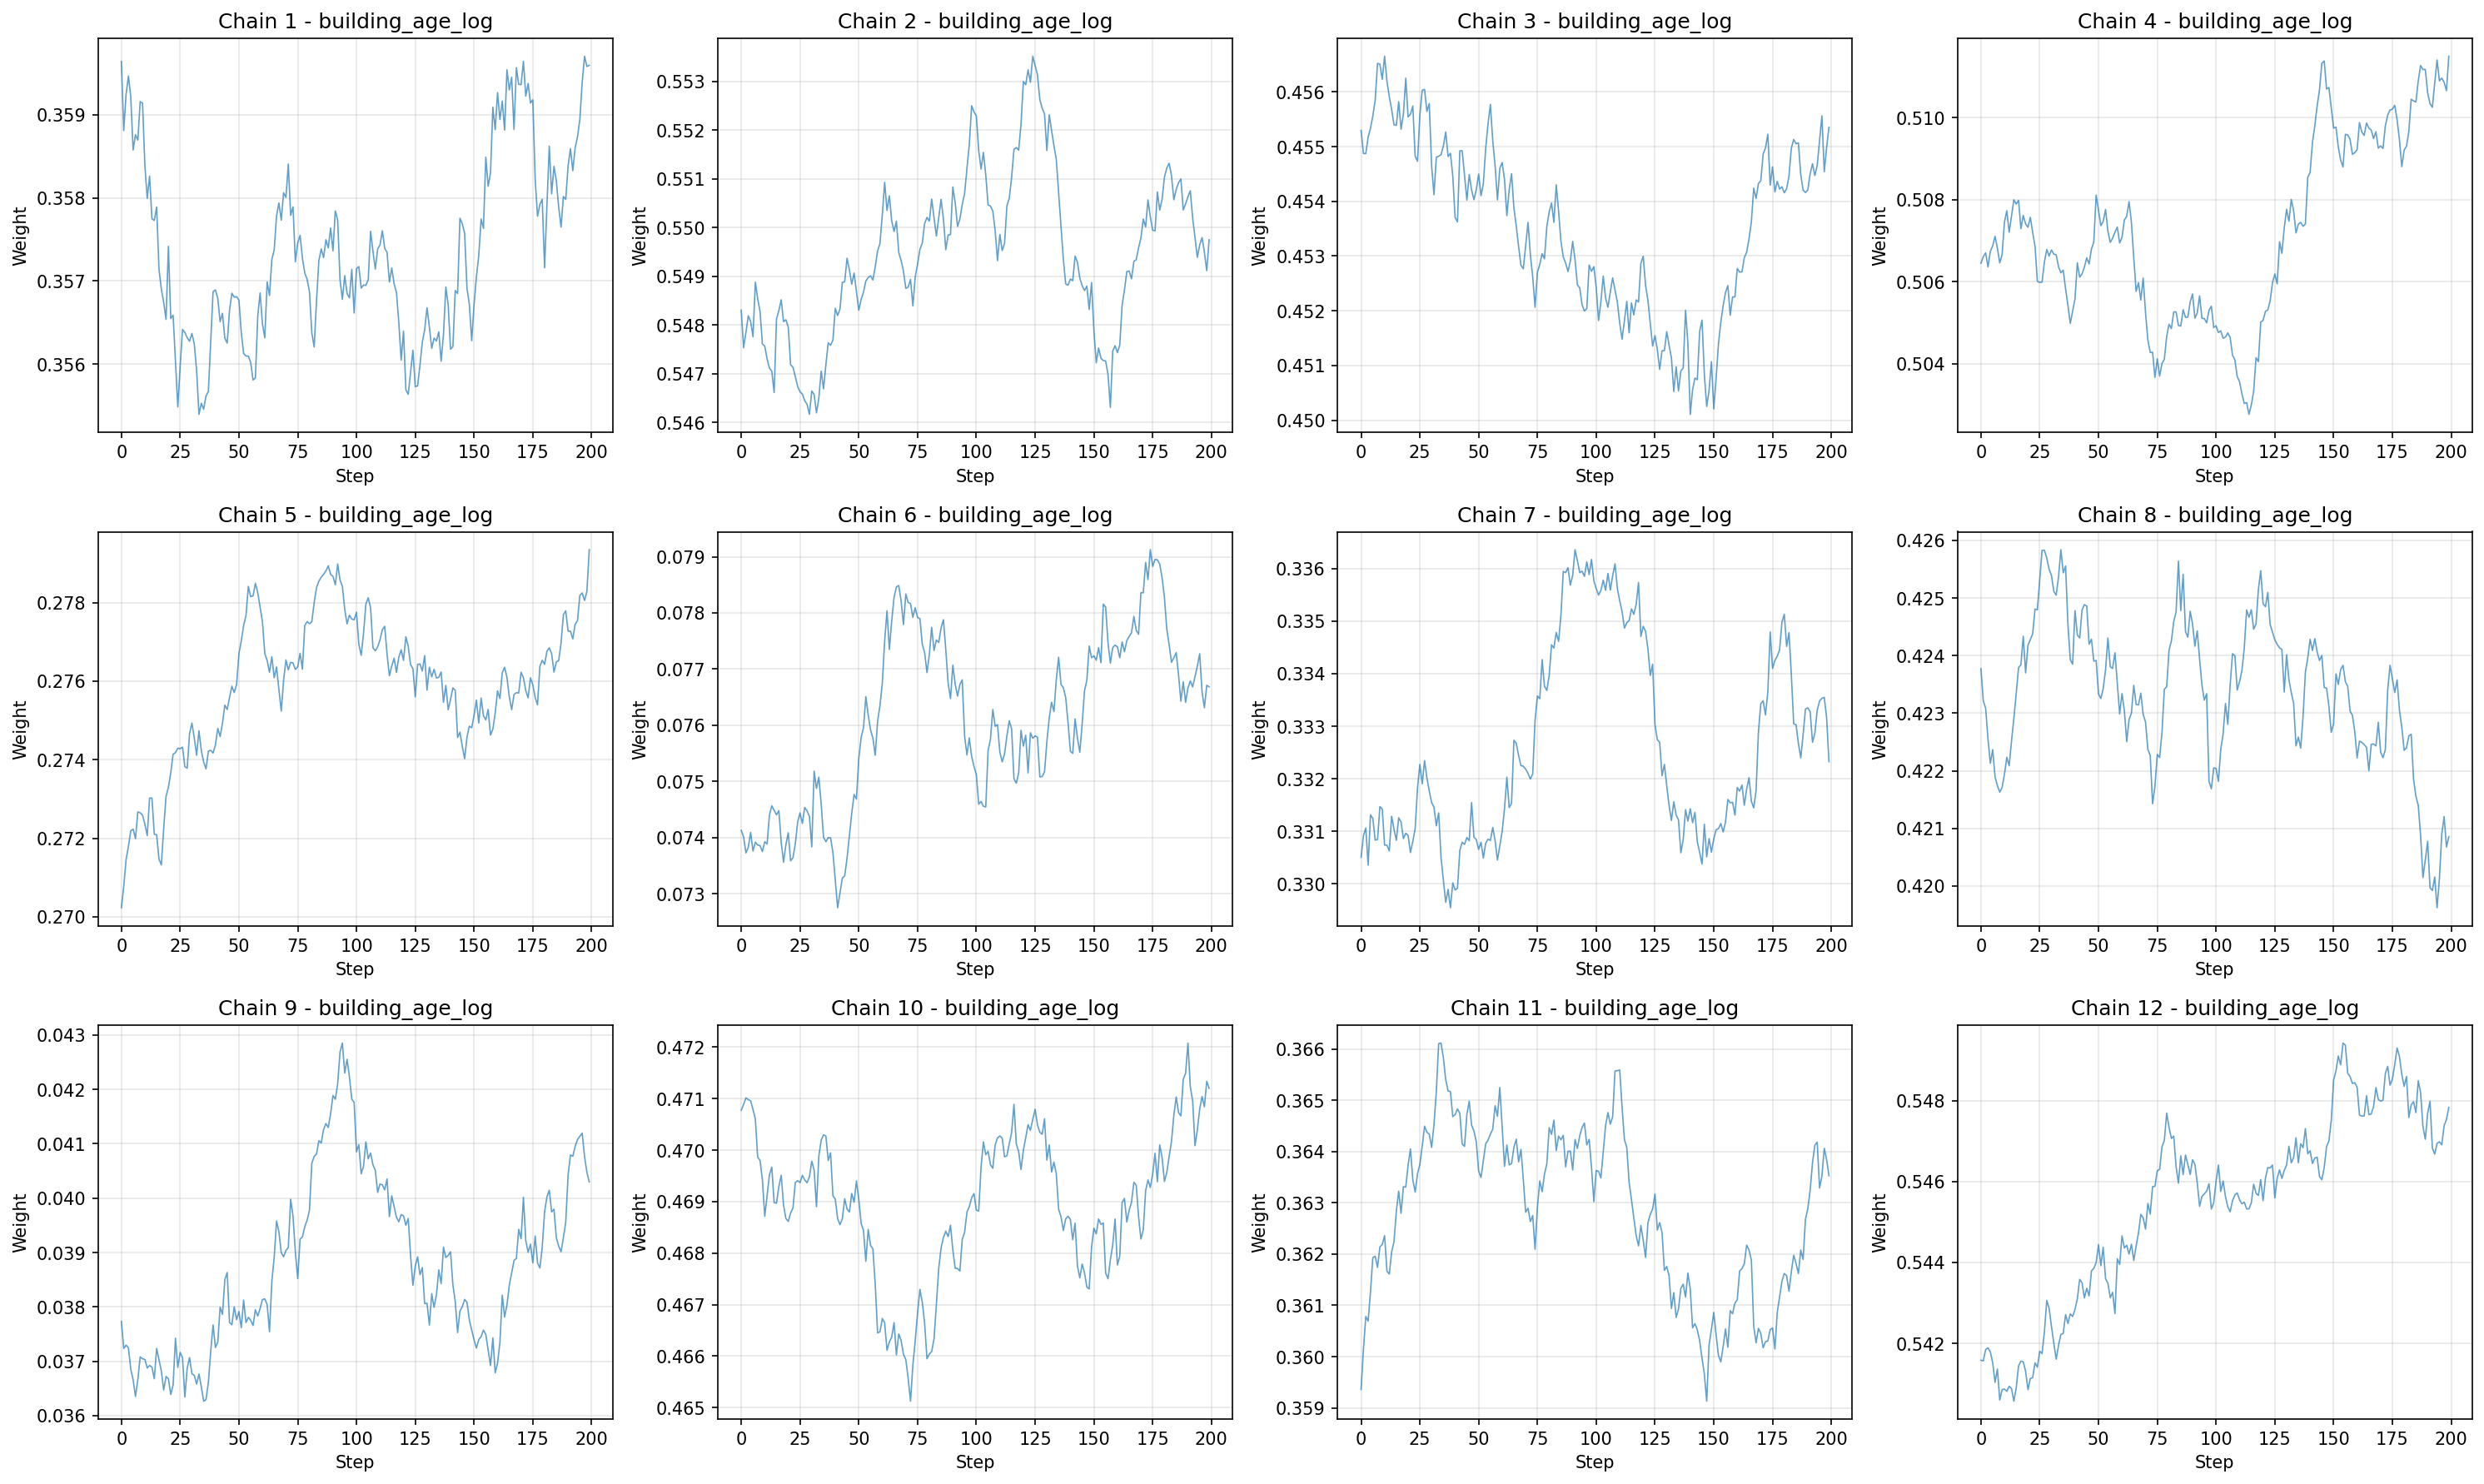 Chain 1 - building_age_log
Weight
0.359
0.358
0.357
0.356
0 25 50 75 100 125 150 175 200
Step
Chain 2 - building_age_log
Weight
0.553
0.552
0.551
0.550
0.549
0.548
0.547
0.546
0 25 50 75 100 125 150 175 200
Step
Chain 3 - building_age_log
Weight
0.456
0.455
0.454
0.453
0.452
0.451
0.450
0 25 50 75 100 125 150 175 200
Step
Chain 4 - building_age_log
Weight
0.510
0.508
0.506
0.504
0 25 50 75 100 125 150 175 200
Step
Chain 5 - building_age_log
Weight
0.278
0.276
0.274
0.272
0.270
0 25 50 75 100 125 150 175 200
Step
Chain 6 - building_age_log
Weight
0.079
0.078
0.077
0.076
0.075
0.074
0.073
0 25 50 75 100 125 150 175 200
Step
Chain 7 - building_age_log
Weight
0.336
0.335
0.334
0.333
0.332
0.331
0.330
0 25 50 75 100 125 150 175 200
Step
Chain 8 - building_age_log
Weight
0.426
0.425
0.424
0.423
0.422
0.421
0.420
0 25 50 75 100 125 150 175 200
Step
Chain 9 - building_age_log
Weight
0.043
0.042
0.041
0.040
0.039
0.038
0.037
0.036
0 25 50 75 100 125 150 175 200
Step
Chain 10 - building_age_log
Weight
0.472
0.471
0.470
0.469
0.468
0.467
0.466
0.465
0 25 50 75 100 125 150 175 200
Step
Chain 11 - building_age_log
Weight
0.366
0.365
0.364
0.363
0.362
0.361
0.360
0.359
0 25 50 75 100 125 150 175 200
Step
Chain 12 - building_age_log
Weight
0.548
0.546
0.544
0.542
0 25 50 75 100 125 150 175 200
Step